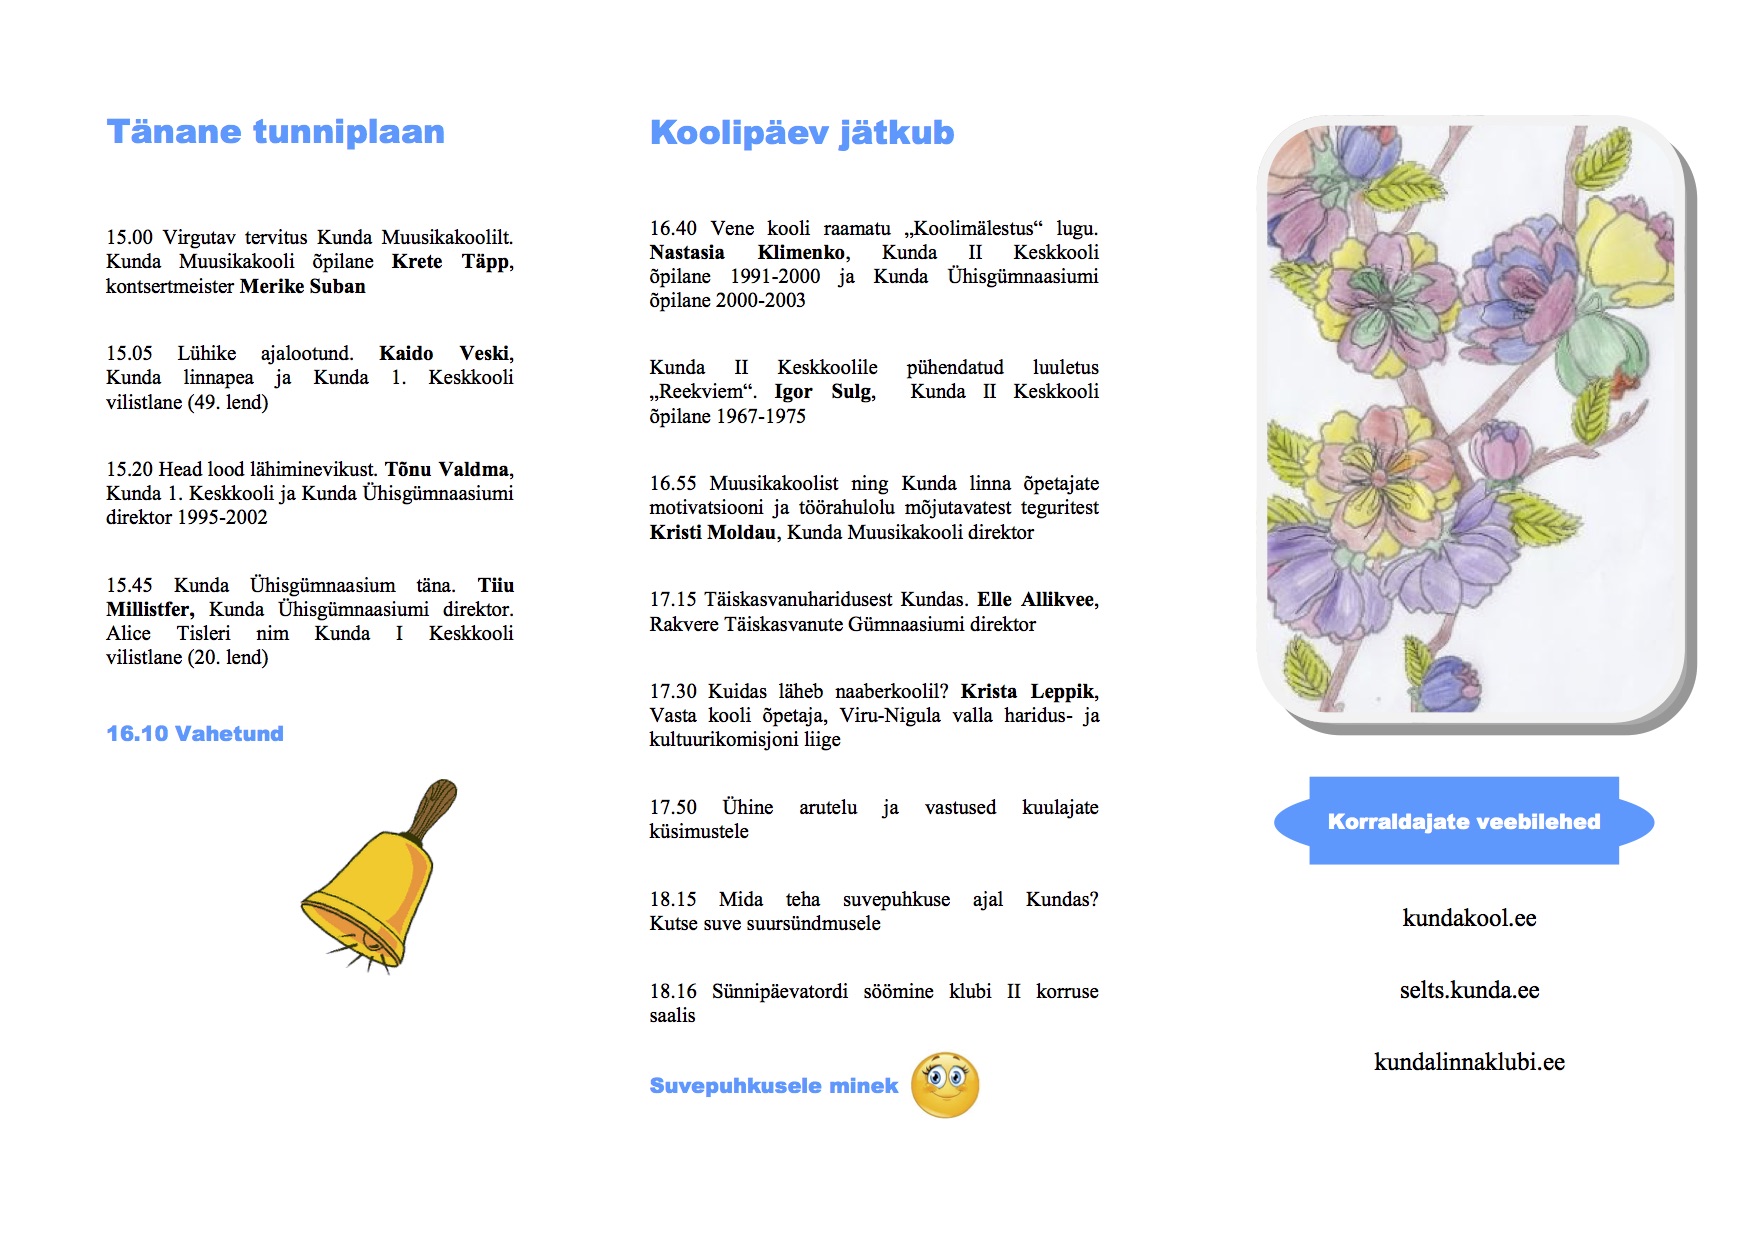 Tänane tunniplaan
15.00 Virgutav tervitus Kunda Muusikakoolilt.
Kunda Muusikakooli õpilane Krete Täpp,
kontsertmeister Merike Suban
15.05 Lühike ajalootund. Kaido Veski,
Kunda linnapea ja Kunda 1. Keskkooli
vilistlane (49. lend)
15.20 Head lood lähiminevikust. Tõnu Valdma,
Kunda 1. Keskkooli ja Kunda Ühisgümnaasiumi
direktor 1995-2002
15.45 Kunda Ühisgümnaasium täna. Tiiu
Millistfer, Kunda Ühisgümnaasiumi direktor.
Alice Tisleri nim Kunda I Keskkooli
vilistlane (20. lend)
16.10 Vahetund
Koolipäev jätkub
16.40 Vene kooli raamatu „Koolimälestus“ lugu.
Nastasia Klimenko, Kunda II Keskkooli
õpilane 1991-2000 ja Kunda Ühisgümnaasiumi
õpilane 2000-2003
Kunda II Keskkoolile pühendatud luuletus
„Reekviem“. Igor Sulg, Kunda II Keskkooli
õpilane 1967-1975
16.55 Muusikakoolist ning Kunda linna õpetajate
motivatsiooni ja töörahulolu mõjutavatest teguritest
Kristi Moldau, Kunda Muusikakooli direktor
17.15 Täiskasvanuharidusest Kundas. Elle Allikvee,
Rakvere Täiskasvanute Gümnaasiumi direktor
17.30 Kuidas läheb naaberkoolil? Krista Leppik,
Vasta kooli õpetaja, Viru-Nigula valla haridus- ja
kultuurikomisjoni liige
17.50 Ühine arutelu ja vastused kuulajate
küsimustele
18.15 Mida teha suvepuhkuse ajal Kundas?
Kutse suve suursündmusele
18.16 Sünnipäevatordi söömine klubi II korruse
saalis
Suvepuhkusele minek
Korraldajate veebilehed
kundakool.ee
selts.kunda.ee
kundalinnaklubi.ee